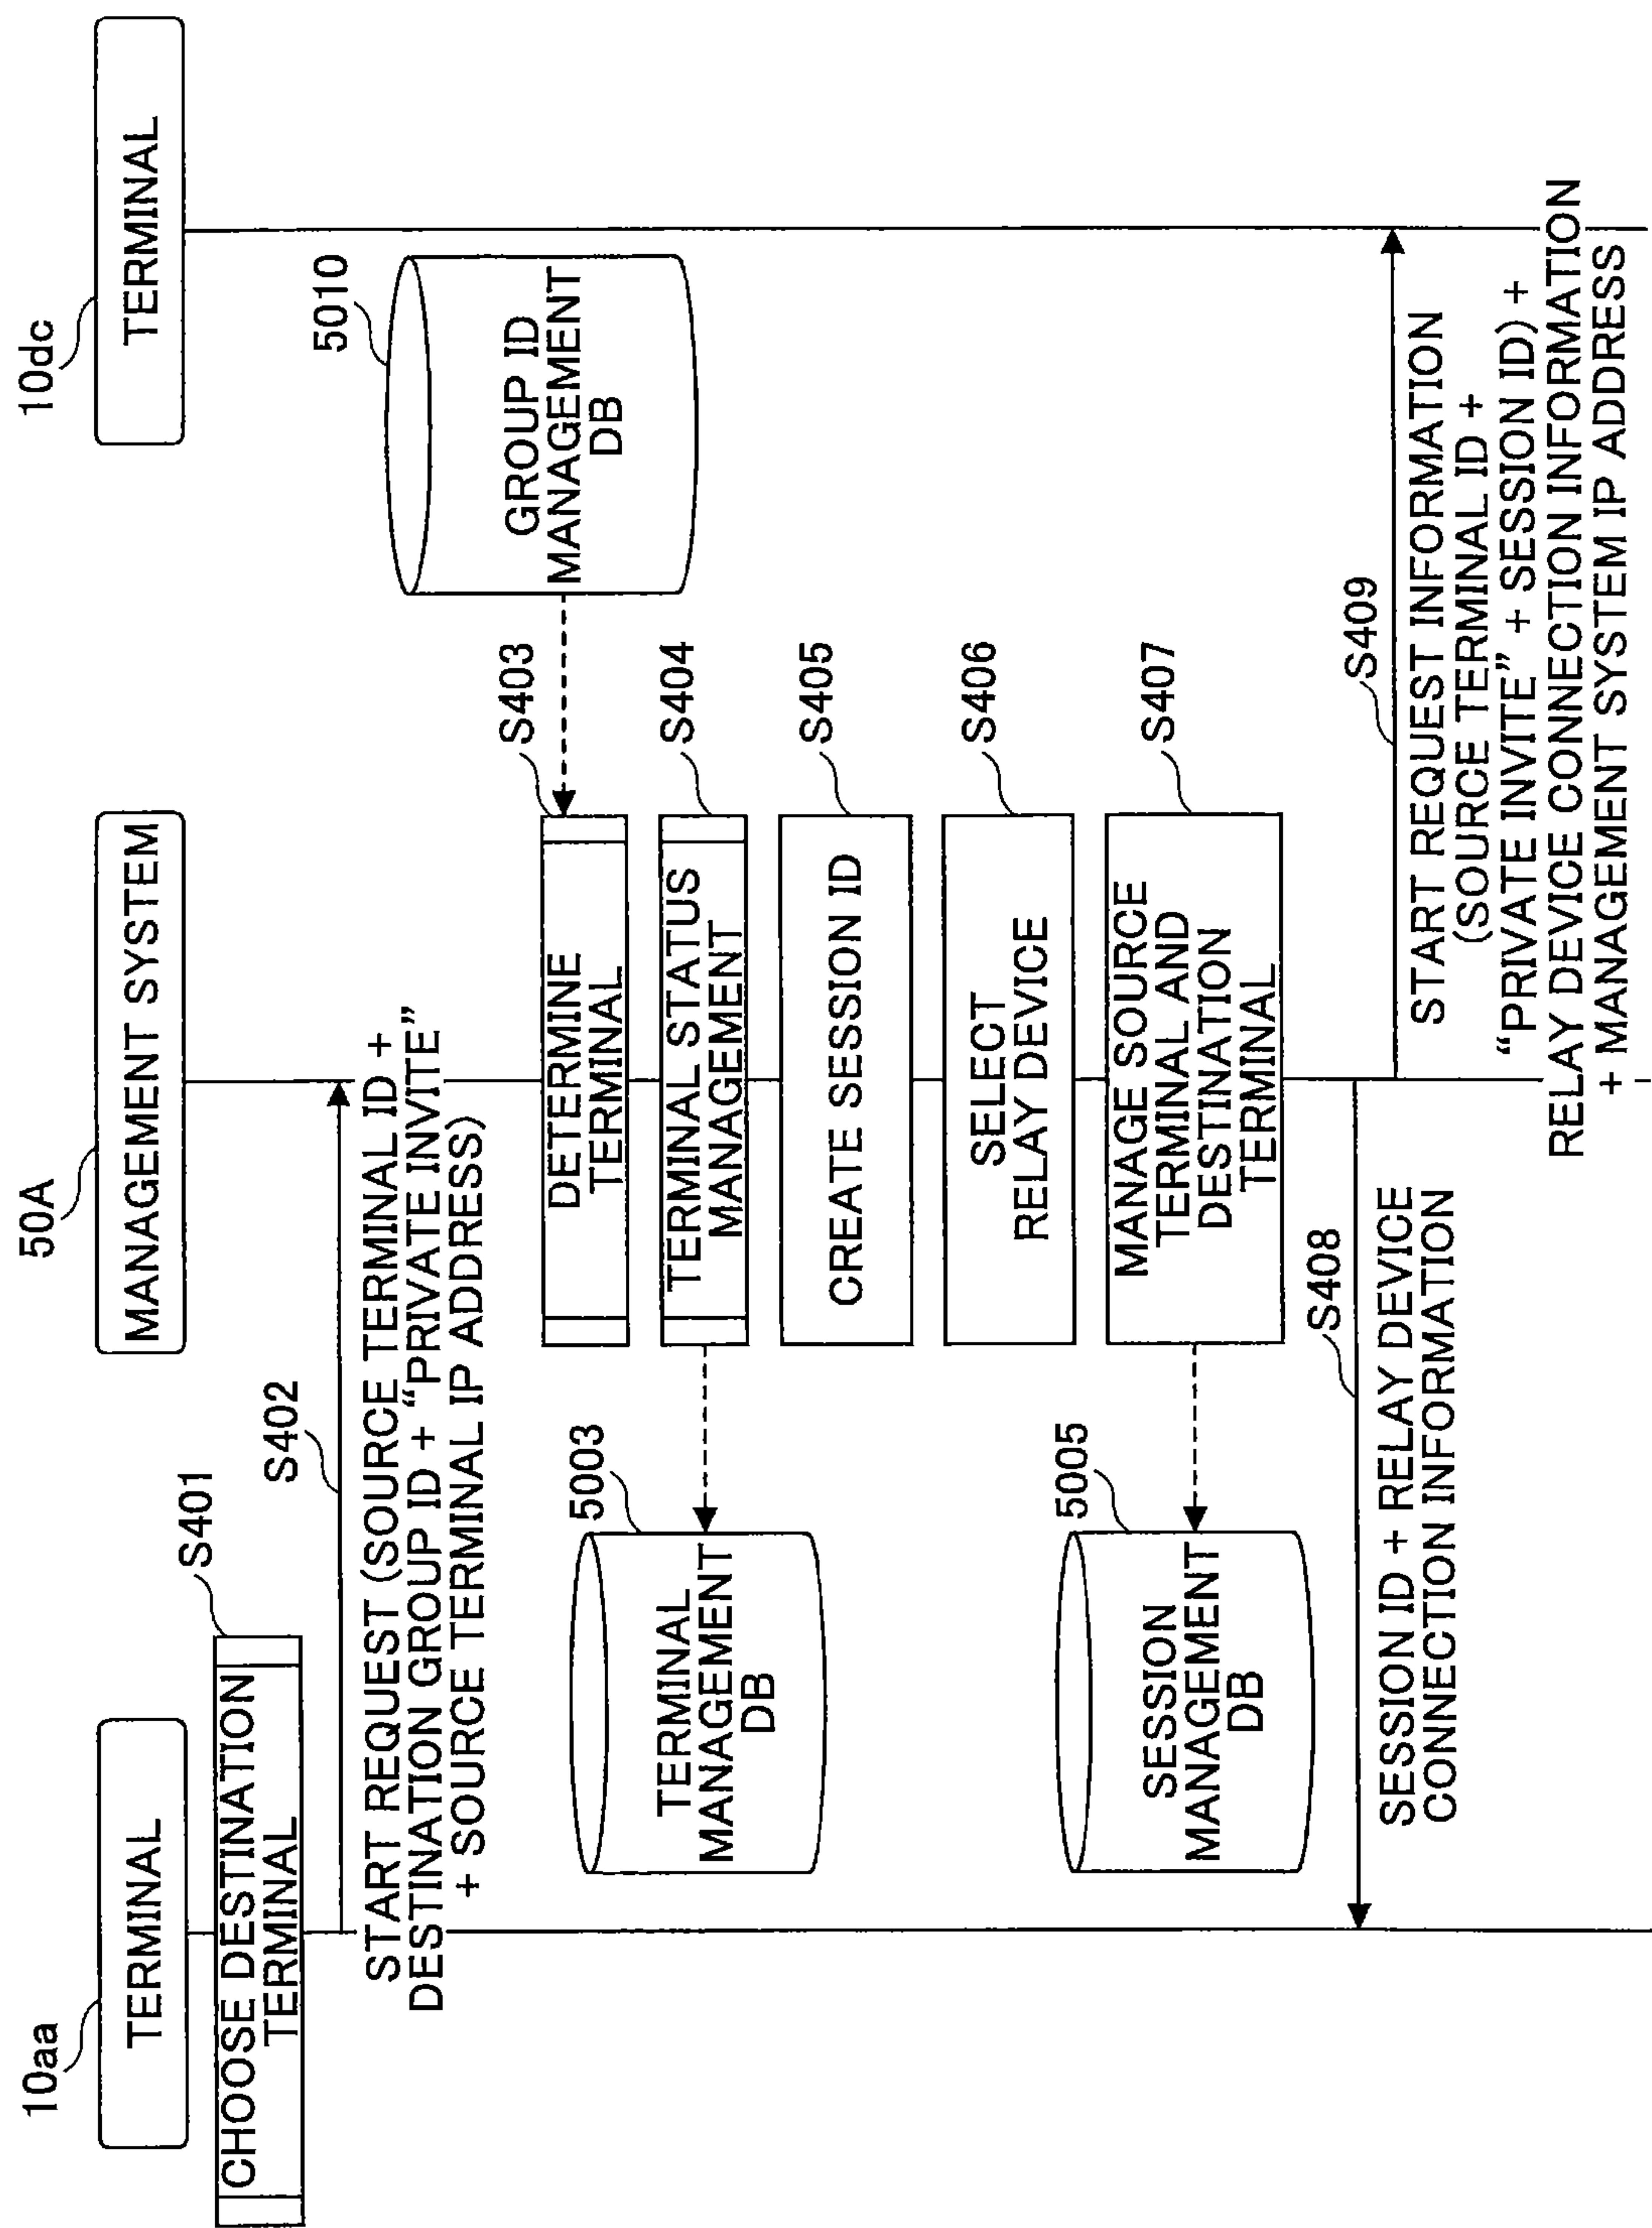 10aa
TERMINAL
50A
MANAGEMENT SYSTEM
10dc
TERMINAL
S401
CHOOSE DESTINATION
TERMINAL
S402
START REQUEST (SOURCE TERMINAL ID +
DESTINATION GROUP ID + “PRIVATE INVITE”
+ SOURCE TERMINAL IP ADDRESS)
5010
GROUP ID
MANAGEMENT
DB
S403
DETERMINE
TERMINAL
S404
TERMINAL STATUS
MANAGEMENT
5003
TERMINAL
MANAGEMENT
DB
S405
CREATE SESSION ID
S406
SELECT
RELAY DEVICE
S407
MANAGE SOURCE
TERMINAL AND
DESTINATION
TERMINAL
5005
SESSION
MANAGEMENT
DB
S408
SESSION ID + RELAY DEVICE
CONNECTION INFORMATION
S409
START REQUEST INFORMATION
(SOURCE TERMINAL ID +
“PRIVATE INVITE” + SESSION ID) +
RELAY DEVICE CONNECTION INFORMATION
+ MANAGEMENT SYSTEM IP ADDRESS